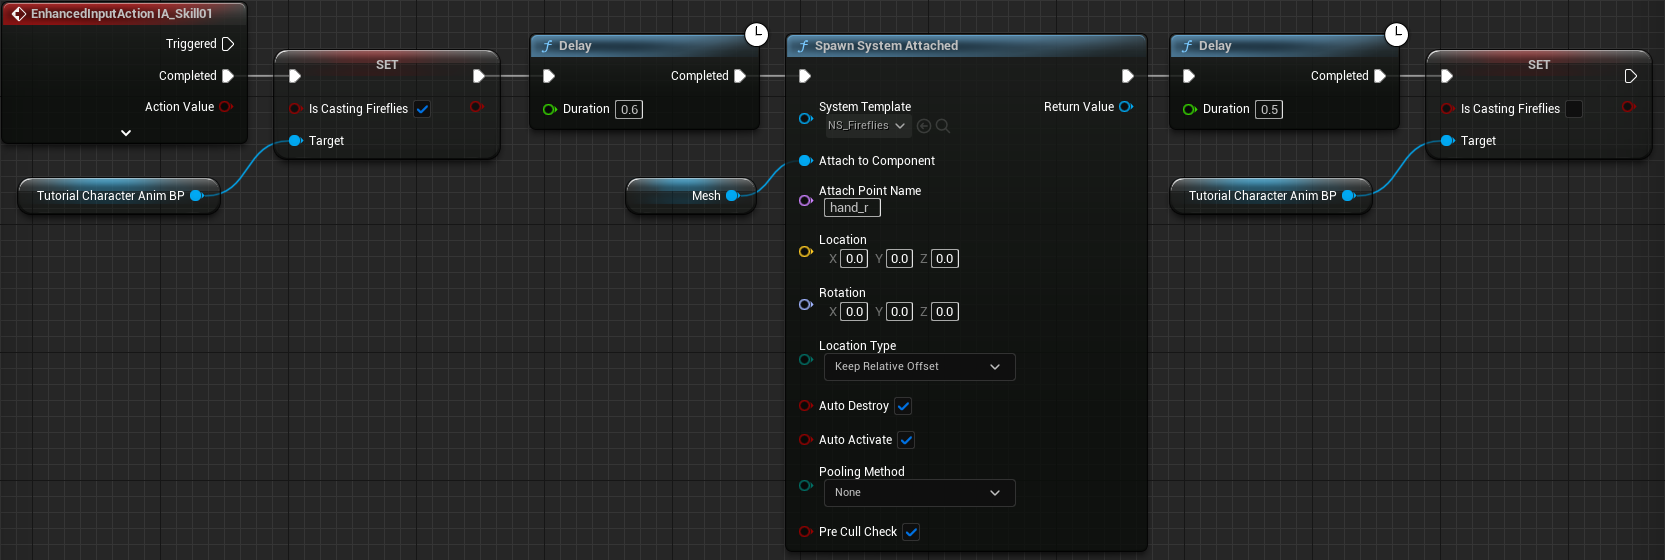 EnhancedInputAction IA_Skill01
Triggered
Completed
Action Value
SET
Is Casting Fireflies
Target
Tutorial Character Anim BP
Delay
Completed
Duration 0.6
Spawn System Attached
System Template
NS_Fireflies
Return Value
Attach to Component
Mesh
Attach Point Name
hand_r
Location
X 0.0 Y 0.0 Z 0.0
Rotation
X 0.0 Y 0.0 Z 0.0
Location Type
Keep Relative Offset
Auto Destroy
Auto Activate
Pooling Method
None
Pre Cull Check
Delay
Completed
Duration 0.5
SET
Is Casting Fireflies
Target
Tutorial Character Anim BP